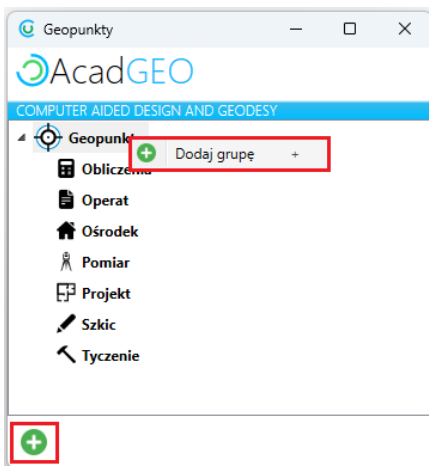 Geopunkty
AcadGEO
COMPUTER AIDED DESIGN AND GEODESY
Geopunkt
Dodaj grupę +
Obliczenia
Operat
Ośrodek
Pomiar
Projekt
Szkic
Tyczenie